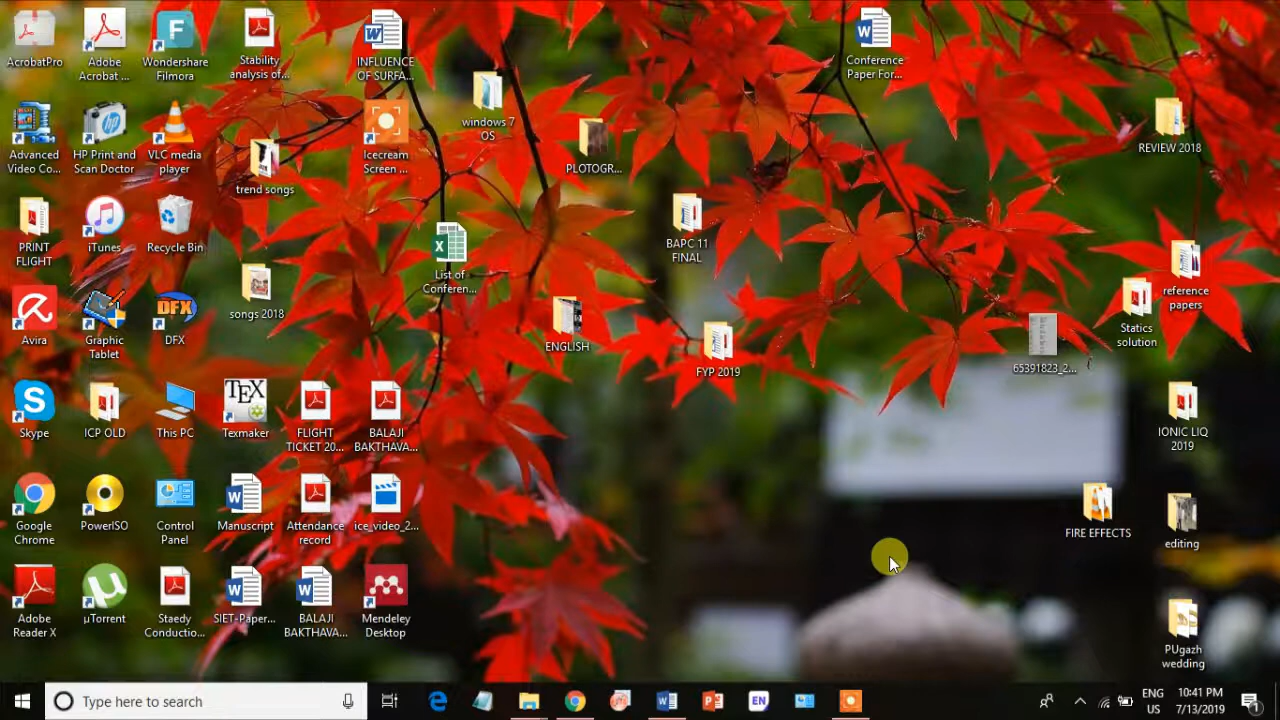 AcrobatPro
Adobe
Acrobat ...
Wondershare
Filmora
Stability
analysis of...
INFLUENCE
OF SURFA...
Conference
Paper For...
windows 7
OS
Advanced
Video Co...
HP Print and
Scan Doctor
VLC media
player
trend songs
Icecream
Screen ...
PLOTOGR...
REVIEW 2018
PRINT
FLIGHT
iTunes
Recycle Bin
List of
Conferen...
BAPC 11
FINAL
reference
papers
Avira
Graphic
Tablet
DFX
DFX
songs 2018
ENGLISH
FYP 2019
65391823_2...
Statics
solution
Skype
ICP OLD
This PC
TEX
Texmaker
FLIGHT
TICKET 20...
BALAJI
BAKTHAVA...
IONIC LIQ
2019
Google
Chrome
PowerISO
Control
Panel
Manuscript
Attendance
record
ice_video_2...
FIRE EFFECTS
editing
Adobe
Reader X
µTorrent
Staedy
Conductio...
SIET-Paper...
BALAJI
BAKTHAVA...
Mendeley
Desktop
PUgazh
wedding
Type here to search
EN
ENG
US
10:41 PM
7/13/2019
1